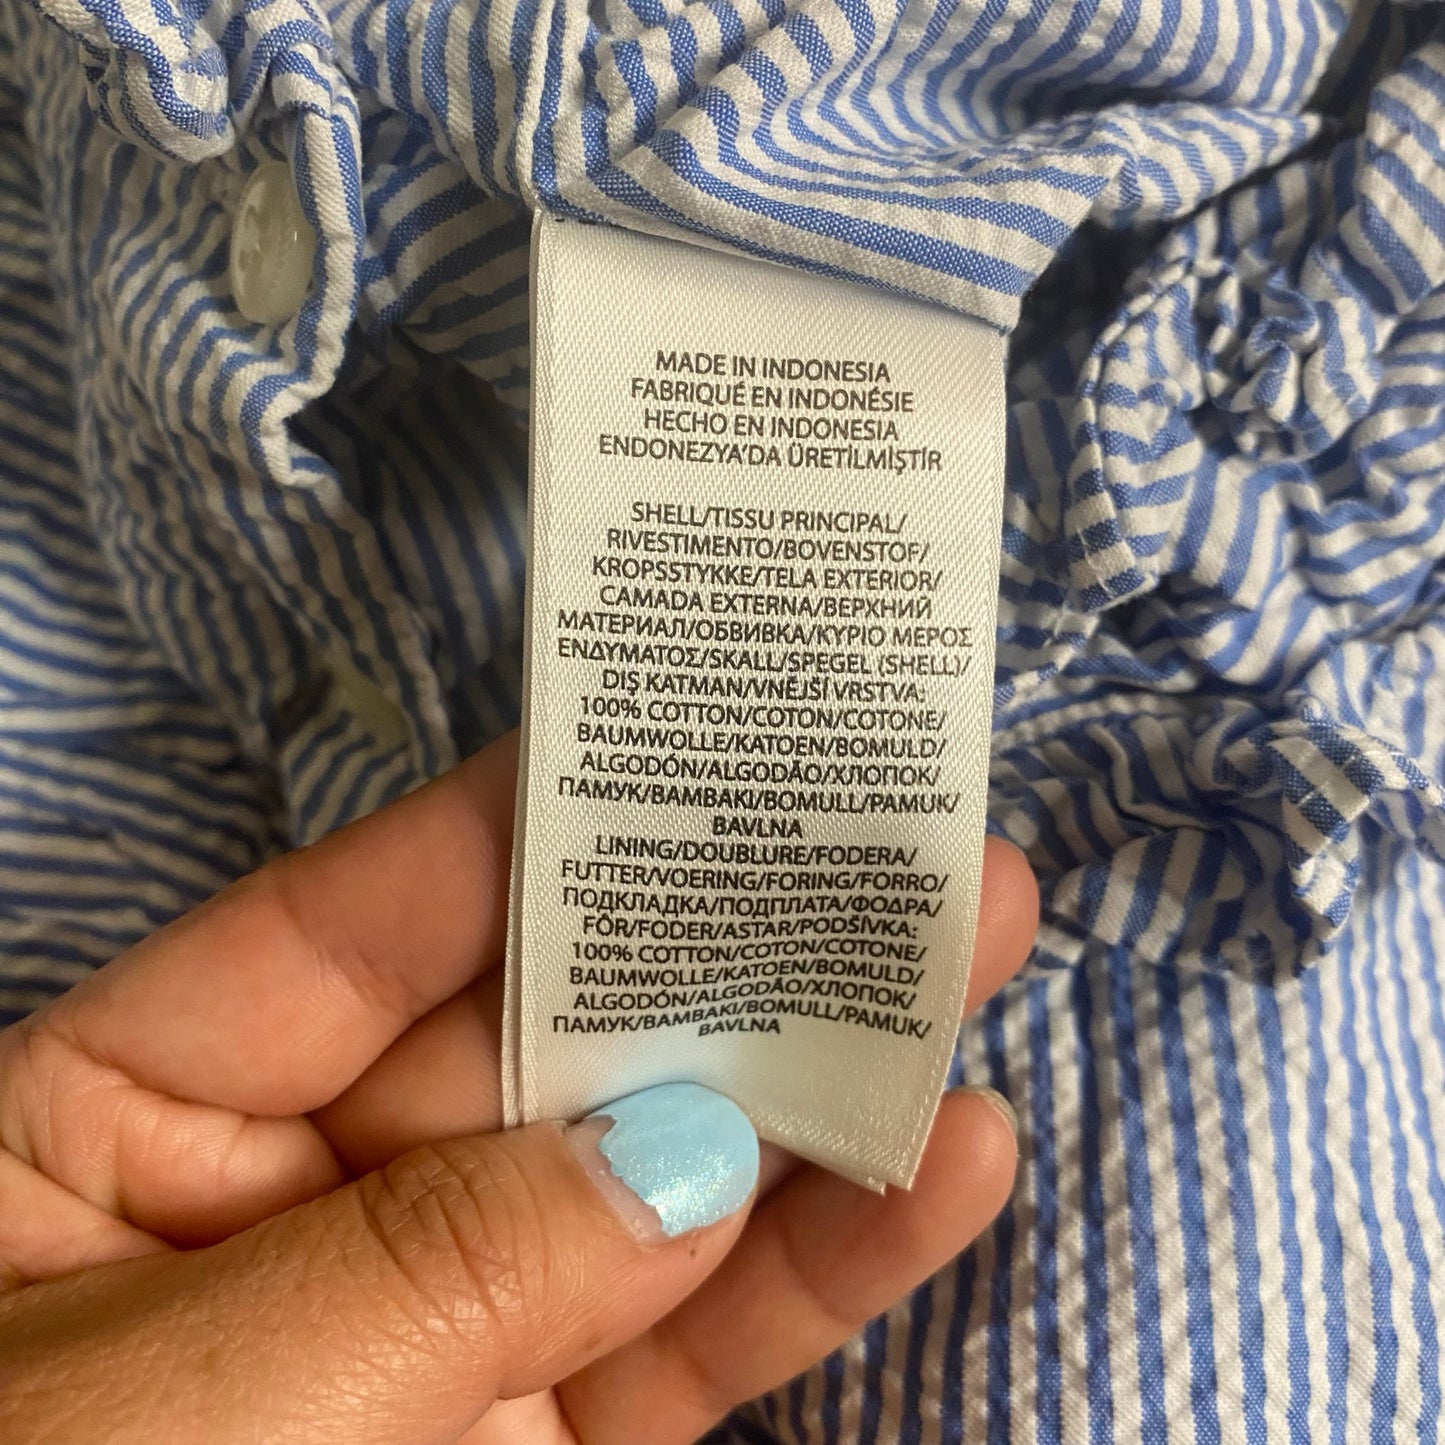 MADE IN INDONESIA
FABRIQUÉ EN INDONÉSIE
HECHO EN INDONESIA
ENDONEZYA'DA ÜRETİLMİŞTİR
SHELL/TISSU PRINCIPAL/
RIVESTIMENTO/BOVENSTOF/
KROPSSTYKKE/TELA EXTERIOR/
CAMADA EXTERNA/ВЕРХНИЙ
МАТЕРИАЛ/ОБВИВКА/ΚΥΡΙΟ ΜΕΡΟΣ
ΕΝΔΥΜΑΤΟΣ/SKALL/SPEGEL (SHELL)/
DIŞ KATMAN/VNĚJŠÍ VRSTVA:
100% COTTON/COTON/COTONE/
BAUMWOLLE/KATOEN/BOMULD/
ALGODÓN/ALGODÃO/ХЛОПОК/
ПАМУК/BAMBAKI/BOMULL/PAMUK/
BAVLNA
LINING/DOUBLURE/FODERA/
FUTTER/VOERING/FORING/FORRO/
ПОДКЛАДКА/ПОДПЛАТА/ΦΟΔΡΑ/
FÔR/FODER/ASTAR/PODŠÍVKA:
100% COTTON/COTON/COTONE/
BAUMWOLLE/KATOEN/BOMULD/
ALGODÓN/ALGODÃO/ХЛОПОК/
ПАМУК/BAMBAKI/BOMULL/PAMUK/
BAVLNA